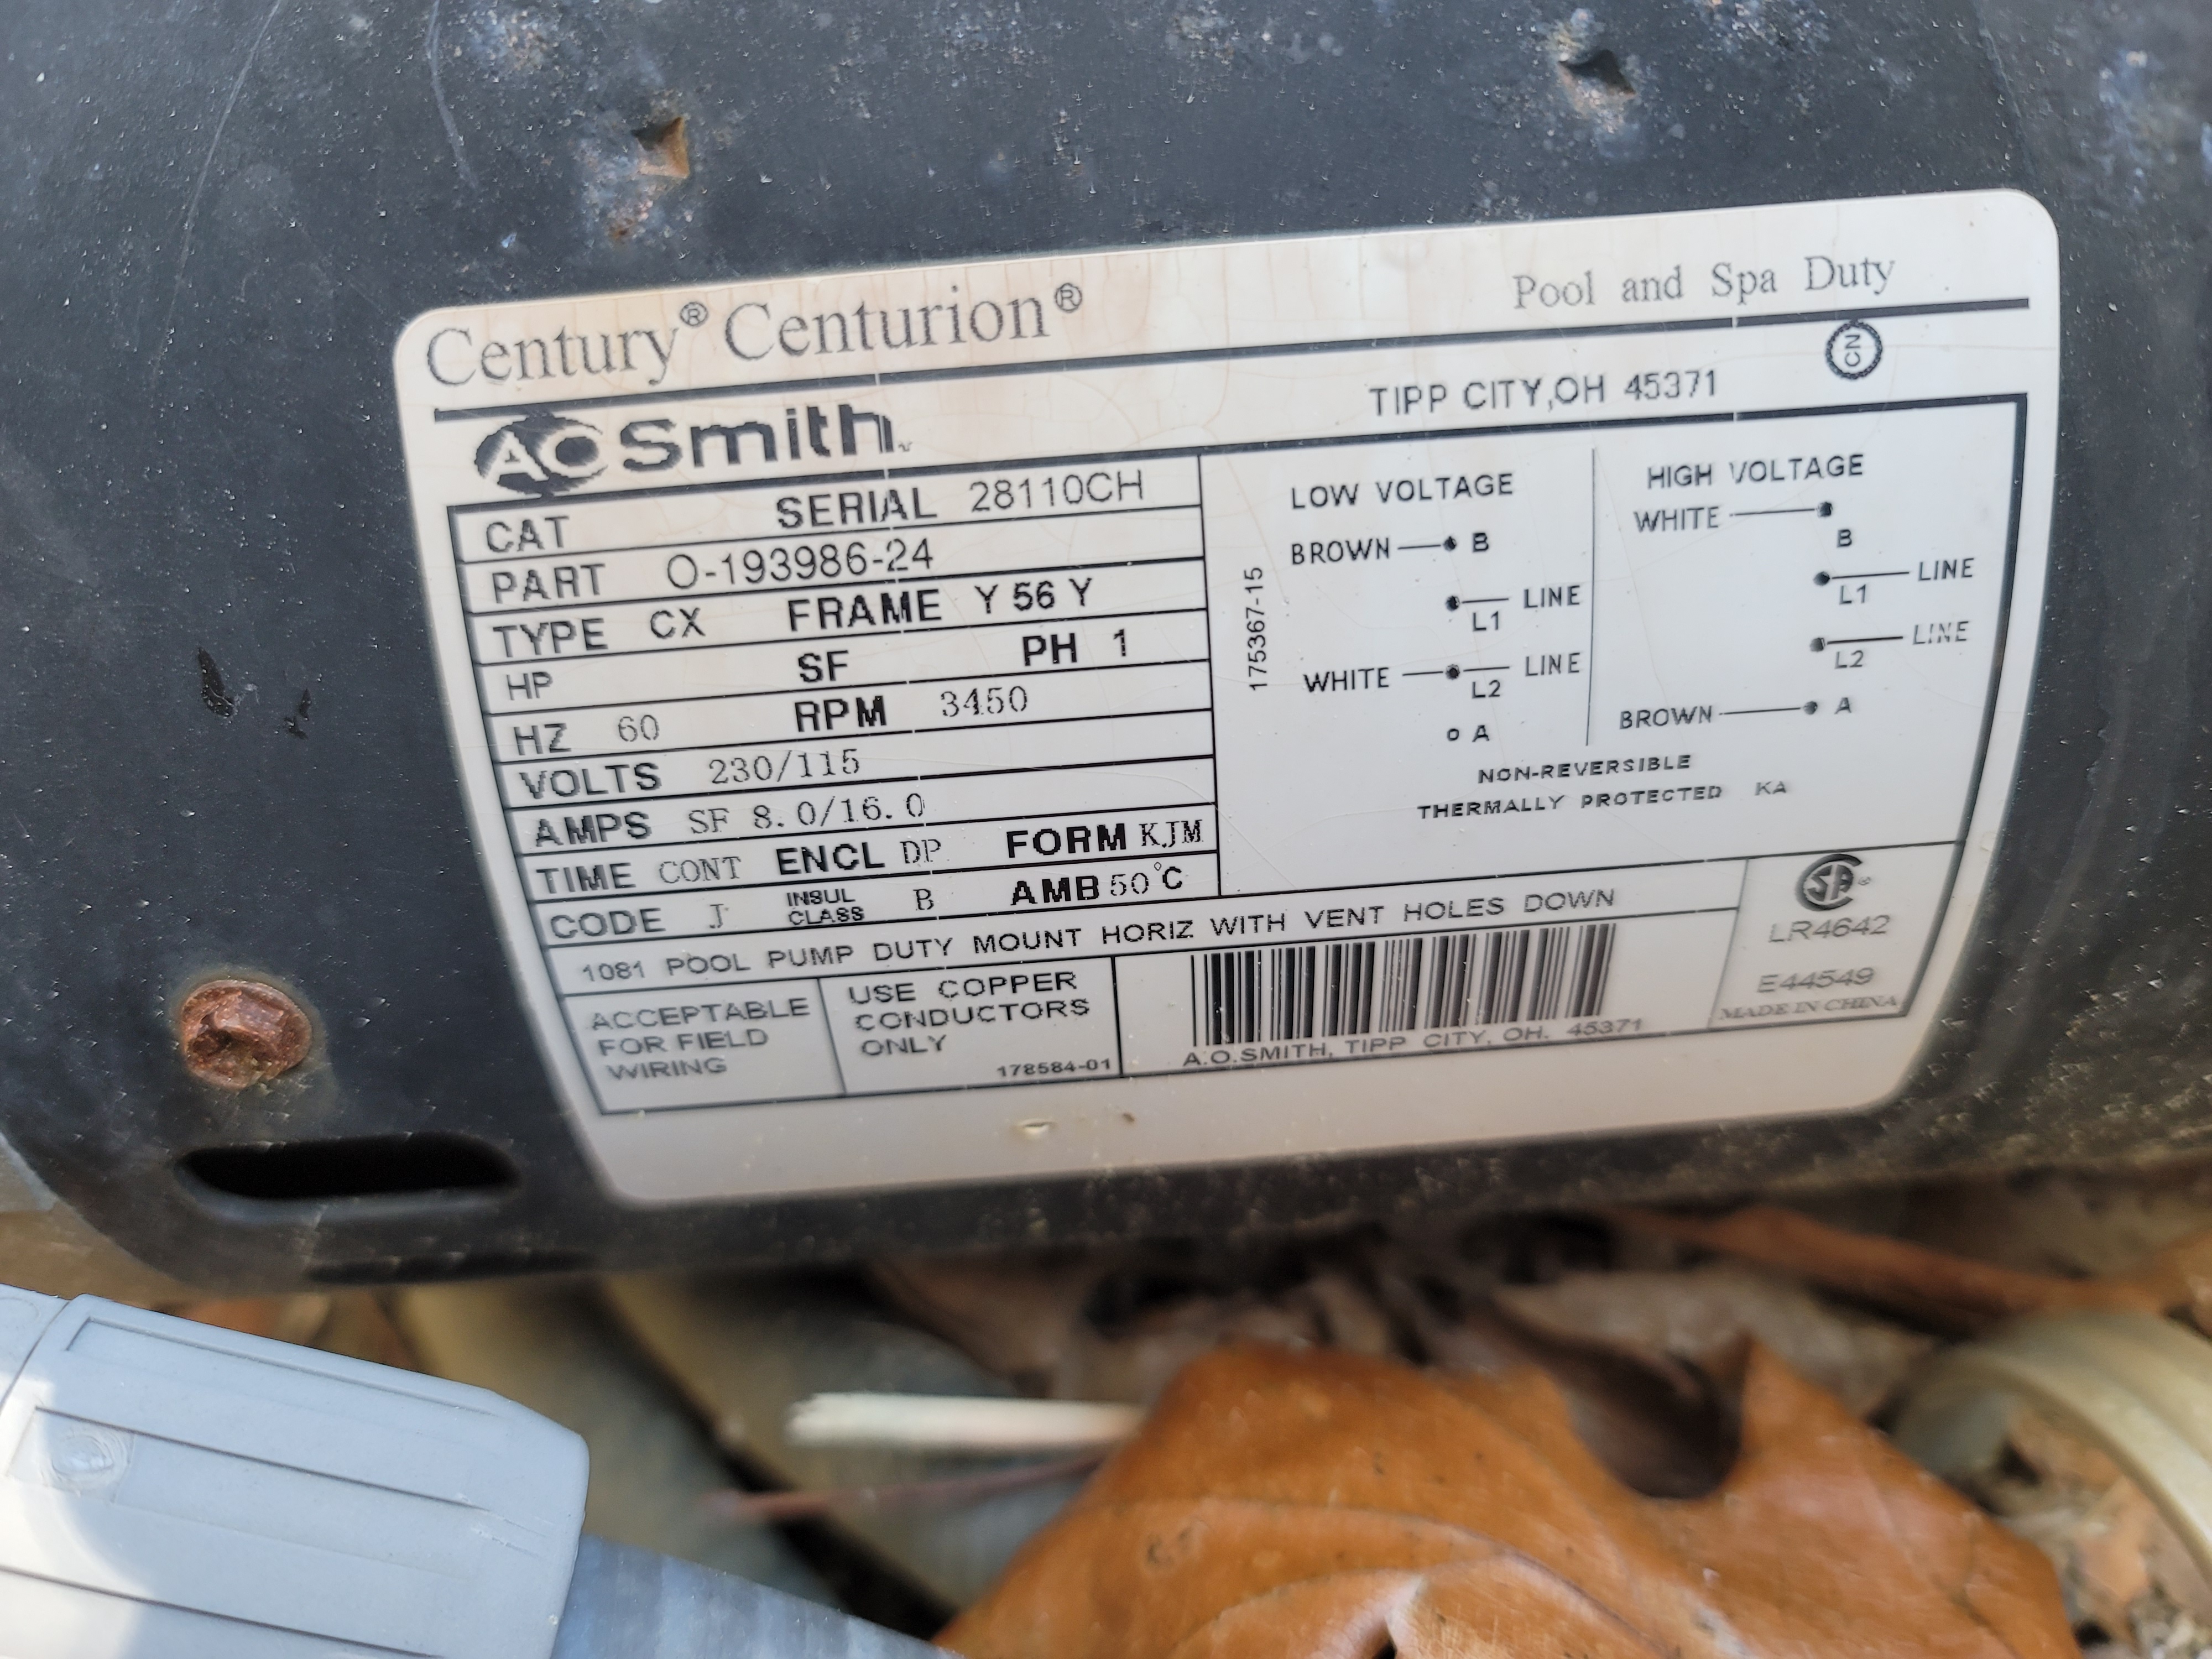 Century® Centurion® Pool and Spa Duty
AO Smith TIPP CITY,OH 45371
CAT SERIAL 28110CH
PART O-193986-24
TYPE CX FRAME Y 56 Y
HP SF PH 1
HZ 60 RPM 3450
VOLTS 230/115
AMPS SF 8.0/16.0
TIME CONT ENCL DP FORM KJM
CODE J INSUL CLASS B AMB 50°C
175367-15
LOW VOLTAGE
BROWN B
L1 LINE
WHITE L2 LINE
A
HIGH VOLTAGE
WHITE B
L1 LINE
L2 LINE
BROWN A
NON-REVERSIBLE
THERMALLY PROTECTED KA
1081 POOL PUMP DUTY MOUNT HORIZ WITH VENT HOLES DOWN
ACCEPTABLE
FOR FIELD
WIRING
USE COPPER
CONDUCTORS
ONLY
178584-01
A.O.SMITH, TIPP CITY, OH. 45371
SA®
LR4642
E44549
MADE IN CHINA
CN